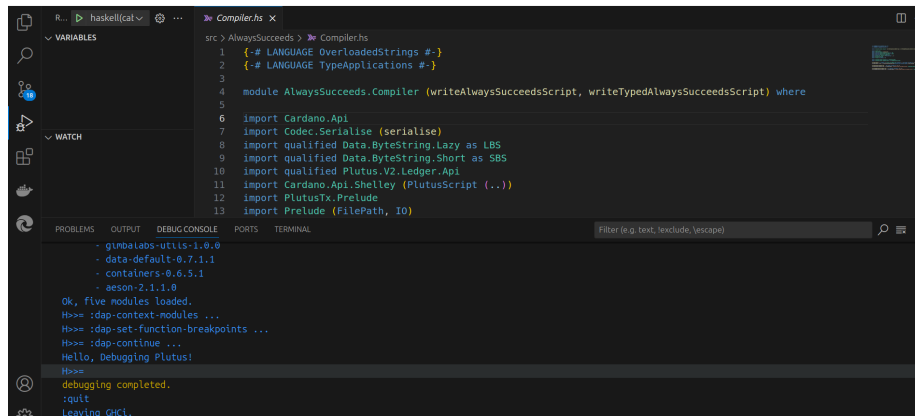 R... haskell(cat
Compiler.hs
VARIABLES
src > AlwaysSucceeds > Compiler.hs
1 {-# LANGUAGE OverloadedStrings #-}
2 {-# LANGUAGE TypeApplications #-}
3
4 module AlwaysSucceeds.Compiler (writeAlwaysSucceedsScript, writeTypedAlwaysSucceedsScript) where
5
6 import Cardano.Api
WATCH
7 import Codec.Serialise (serialise)
8 import qualified Data.ByteString.Lazy as LBS
9 import qualified Data.ByteString.Short as SBS
10 import qualified Plutus.V2.Ledger.Api
11 import Cardano.Api.Shelley (PlutusScript (..))
12 import PlutusTx.Prelude
13 import Prelude (FilePath, IO)
18
PROBLEMS OUTPUT DEBUG CONSOLE PORTS TERMINAL
Filter (e.g. text, !exclude, \escape)
- gimbalabs-utils-1.0.0
- data-default-0.7.1.1
- containers-0.6.5.1
- aeson-2.1.1.0
Ok, five modules loaded.
H>>= :dap-context-modules ...
H>>= :dap-set-function-breakpoints ...
H>>= :dap-continue ...
Hello, Debugging Plutus!
H>>=
debugging completed.
:quit
Leaving GHCi.